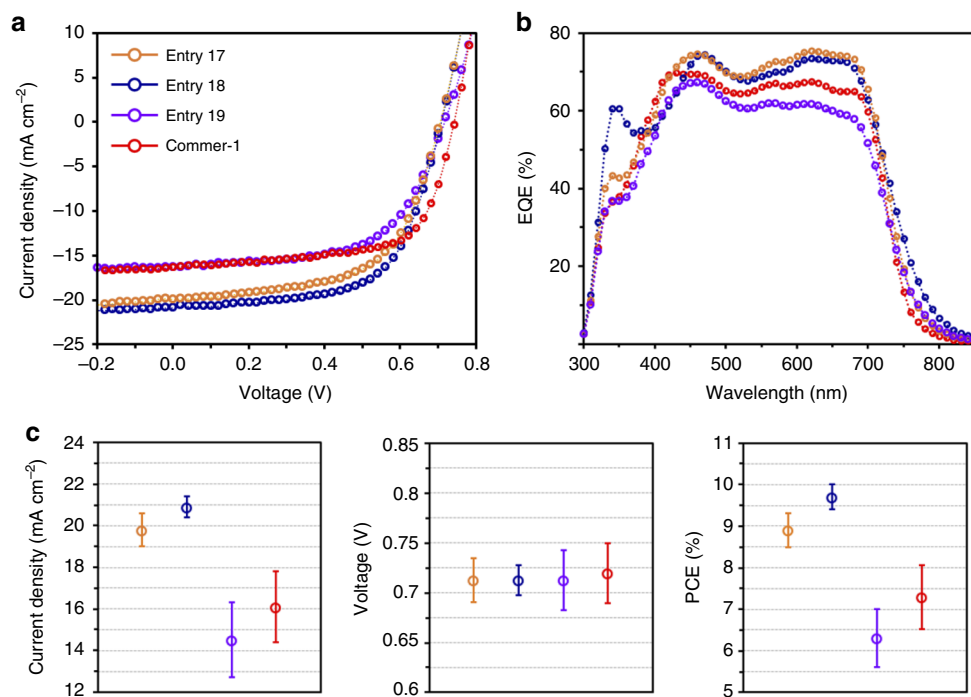 a
Current density (mA cm−2)
10
5
0
−5
−10
−15
−20
−25
Entry 17
Entry 18
Entry 19
Commer-1
−0.2 0.0 0.2 0.4 0.6 0.8
Voltage (V)
b
EQE (%)
80
60
40
20
300 400 500 600 700 800
Wavelength (nm)
c
Current density (mA cm−2)
24
22
20
18
16
14
12
Voltage (V)
0.85
0.8
0.75
0.7
0.65
0.6
PCE (%)
11
10
9
8
7
6
5